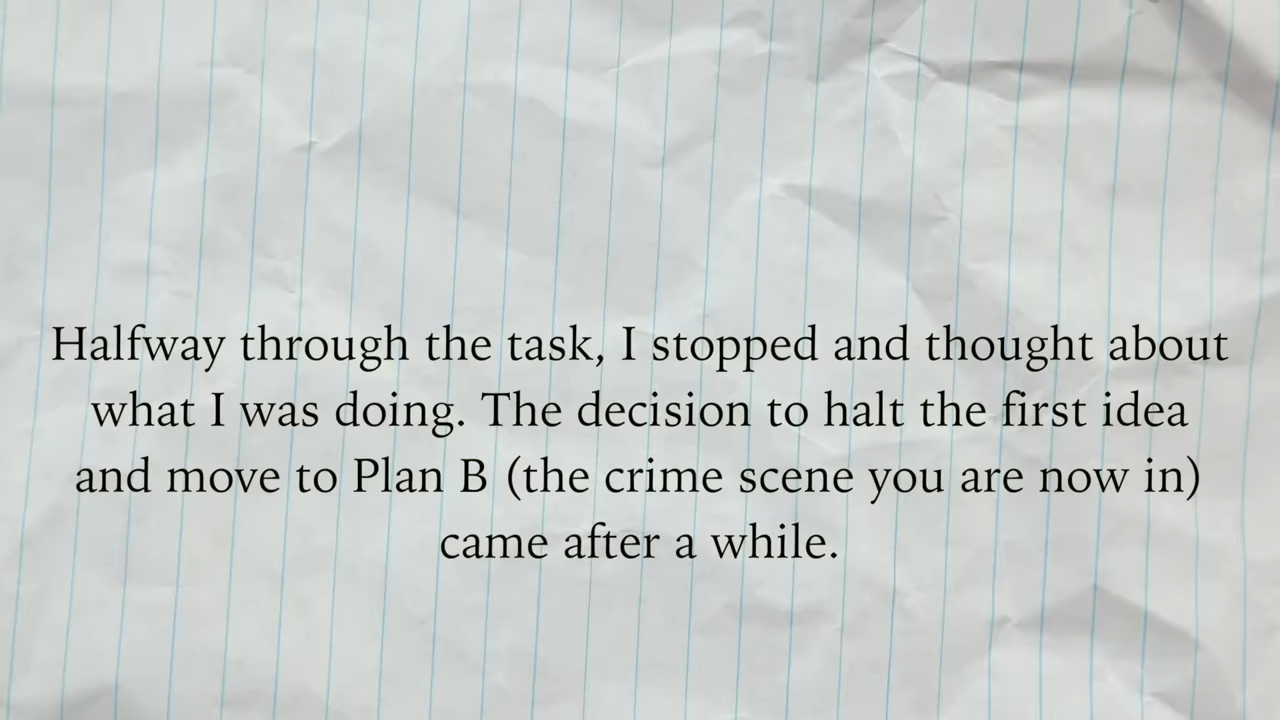 Halfway through the task, I stopped and thought about
what I was doing. The decision to halt the first idea
and move to Plan B (the crime scene you are now in)
came after a while.